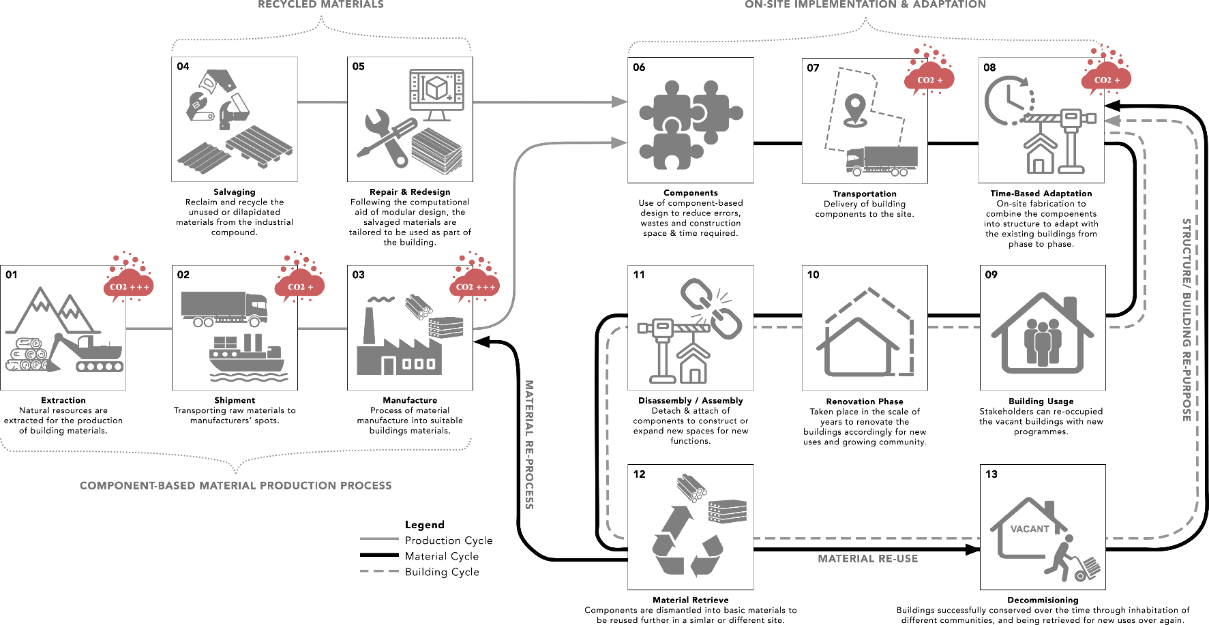 RECYCLED MATERIALS
ON-SITE IMPLEMENTATION & ADAPTATION
04
Salvaging
Reclaim and recycle the
unused or dilapidated
materials from the industrial
compound.
05
Repair & Redesign
Following the computational
aid of modular design, the
salvaged materials are
tailored to be used as part of
the building.
06
Components
Use of component-based
design to reduce errors,
wastes and construction
space & time required.
07
CO2 +
Transportation
Delivery of building
components to the site.
08
CO2 +
Time-Based Adaptation
On-site fabrication to
combine the compoenents
into structure to adapt with
the existing buildings from
phase to phase.
01
CO2 +++
Extraction
Natural resources are
extracted for the production
of building materials.
02
CO2 +
Shipment
Transporting raw materials to
manufacturers' spots.
03
CO2 +++
Manufacture
Process of material
manufacture into suitable
buildings materials.
11
Disassembly / Assembly
Detach & attach of
components to construct or
expand new spaces for new
functions.
10
Renovation Phase
Taken place in the scale of
years to renovate the
buildings accordingly for new
uses and growing community.
09
Building Usage
Stakeholders can re-occupied
the vacant buildings with new
programmes.
STRUCTURE/ BUILDING RE-PURPOSE
MATERIAL RE-PROCESS
COMPONENT-BASED MATERIAL PRODUCTION PROCESS
Legend
Production Cycle
Material Cycle
Building Cycle
12
Material Retrieve
Components are dismantled into basic materials to
be reused further in a simlar or different site.
MATERIAL RE-USE
13
VACANT
Decommisioning
Buildings successfully conserved over the time through inhabitation of
different communities, and being retrieved for new uses over again.